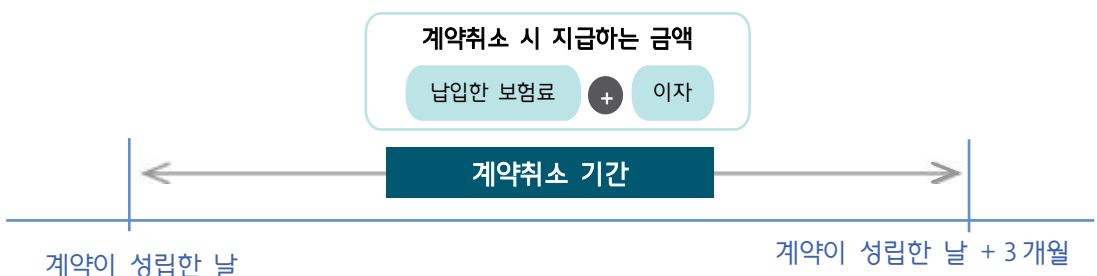 계약취소 시 지급하는 금액
납입한 보험료 + 이자
계약취소 기간
계약이 성립한 날
계약이 성립한 날 + 3개월